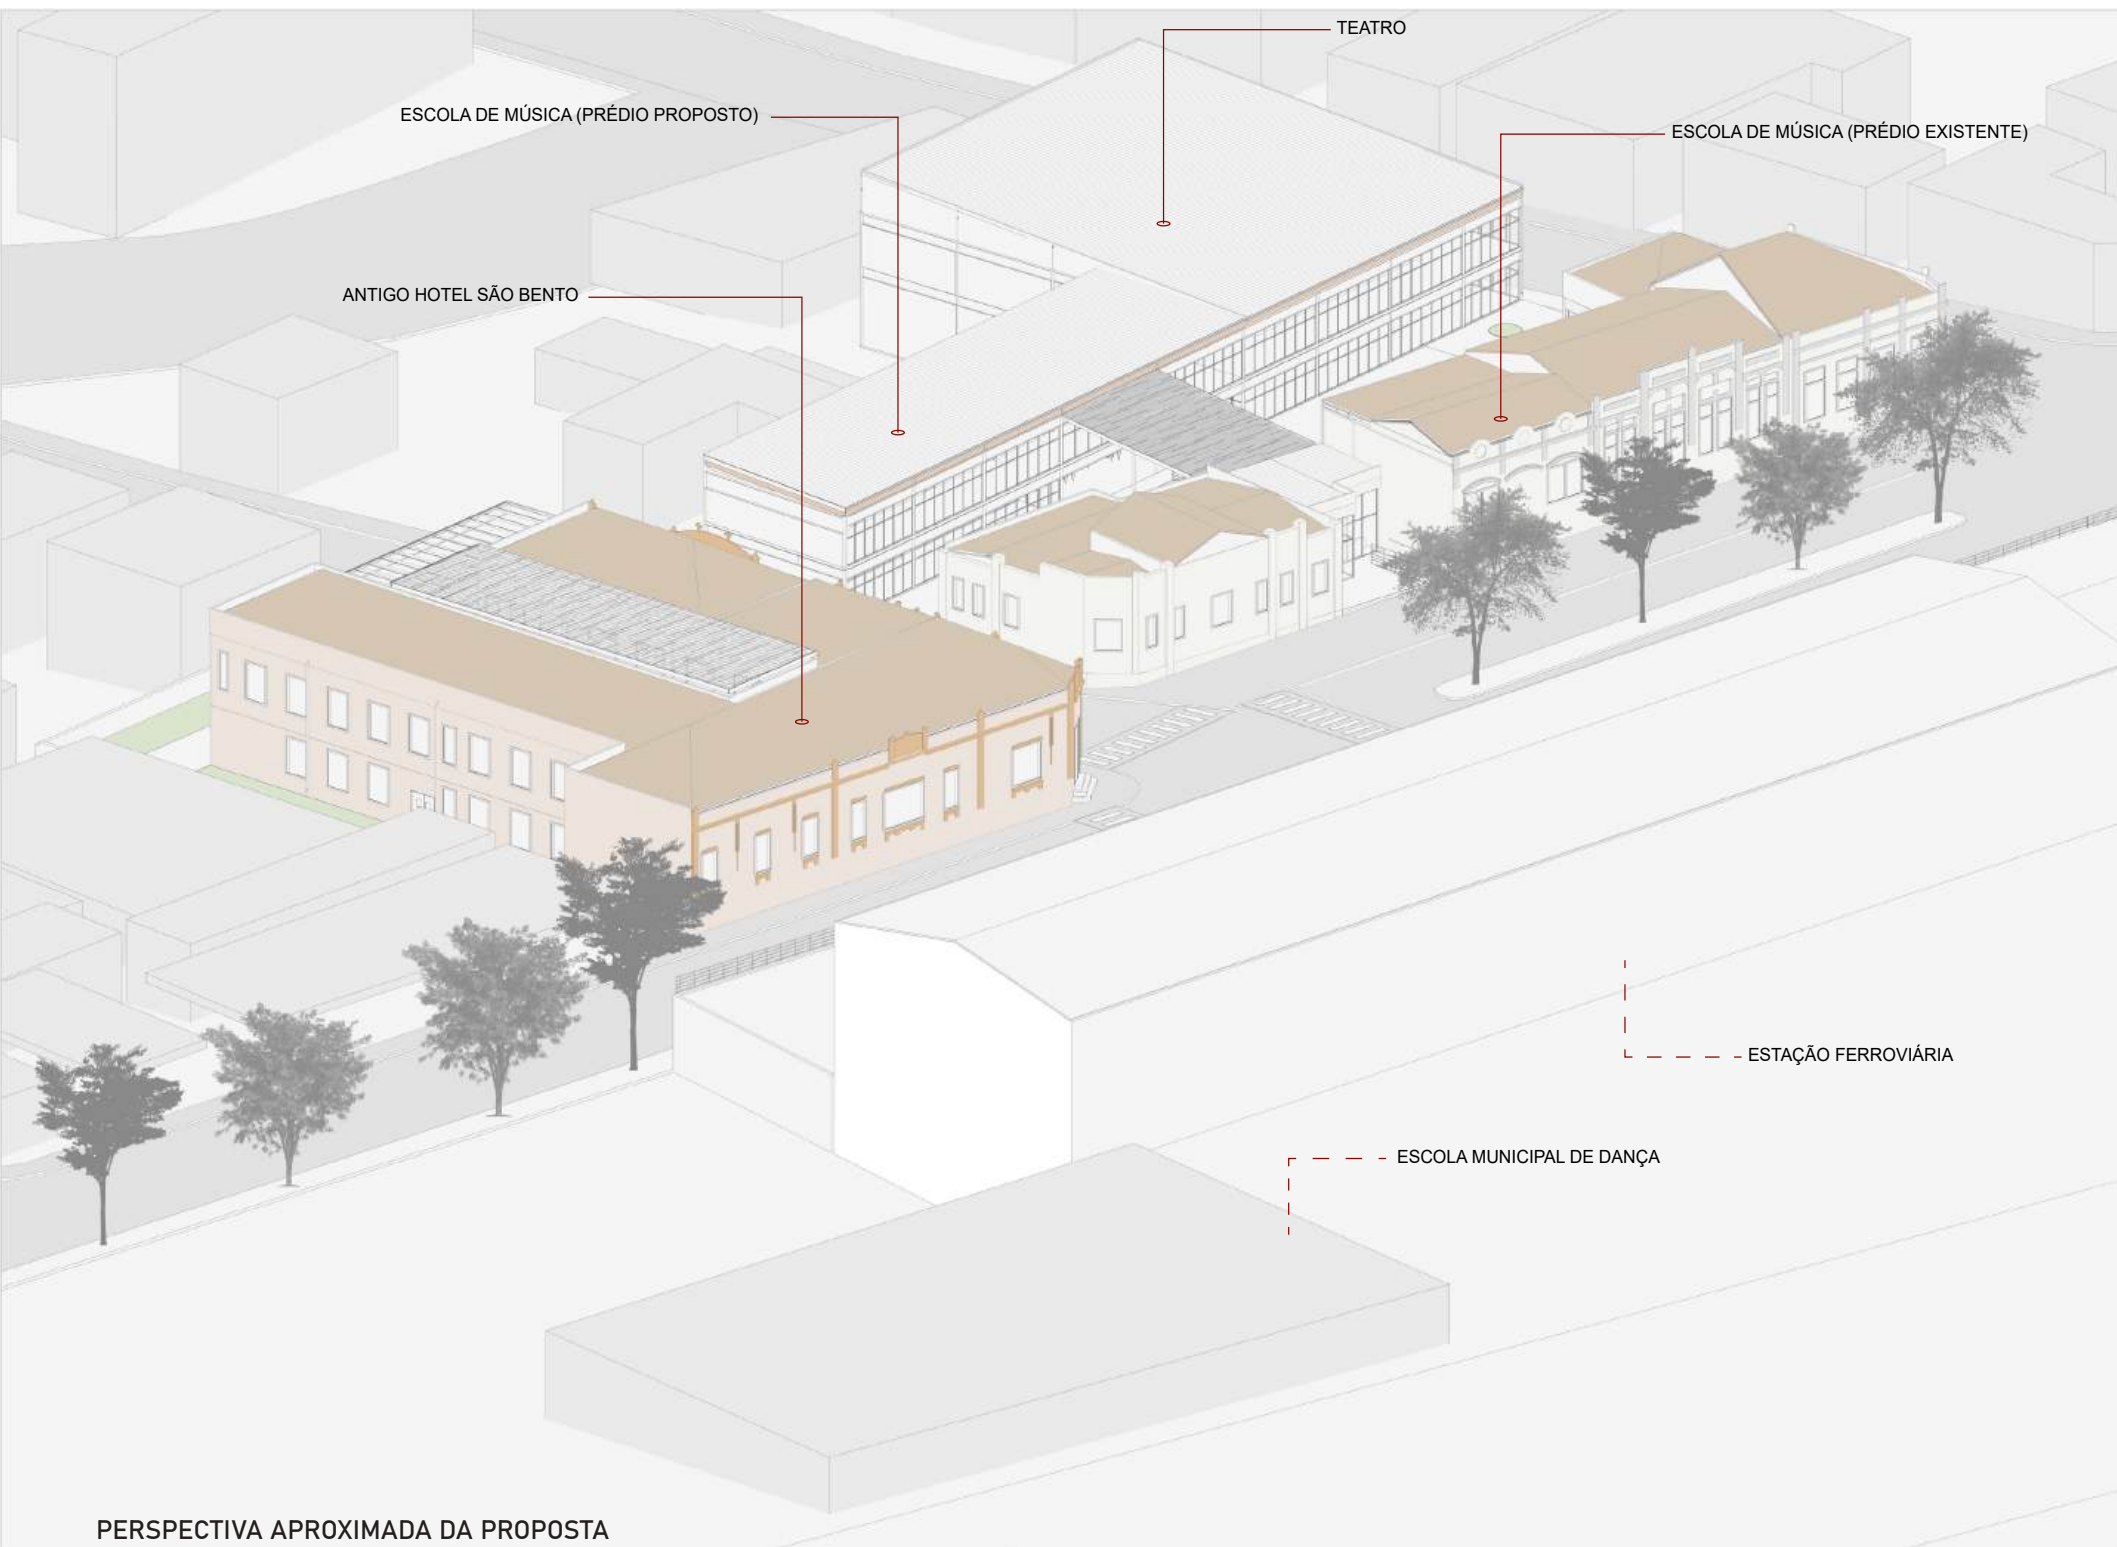 TEATRO
ESCOLA DE MÚSICA (PRÉDIO PROPOSTO)
ESCOLA DE MÚSICA (PRÉDIO EXISTENTE)
ANTIGO HOTEL SÃO BENTO
ESTAÇÃO FERROVIÁRIA
ESCOLA MUNICIPAL DE DANÇA
PERSPECTIVA APROXIMADA DA PROPOSTA